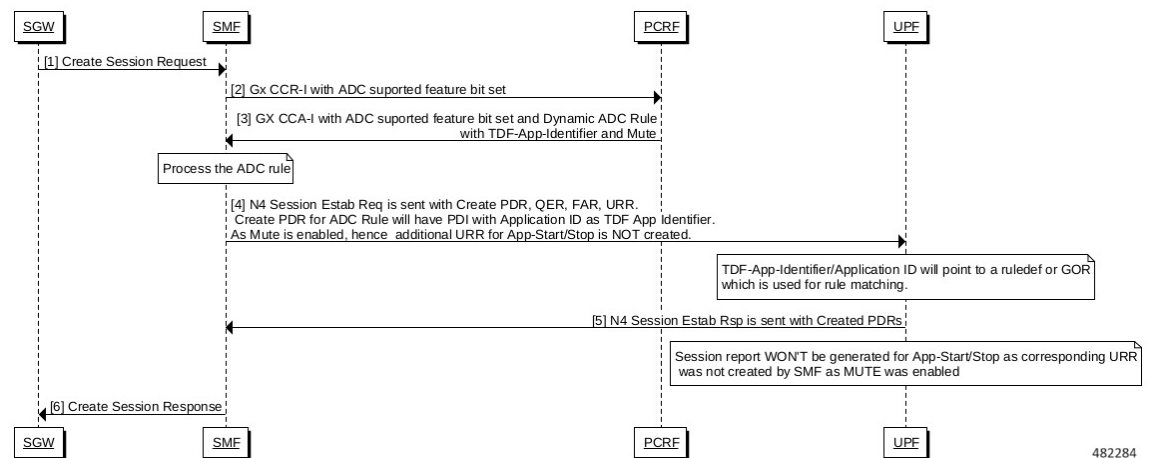 SGW SMF PCRF UPF
[1] Create Session Request
[2] Gx CCR-I with ADC suported feature bit set
[3] GX CCA-I with ADC suported feature bit set and Dynamic ADC Rule
with TDF-App-Identifier and Mute
Process the ADC rule
[4] N4 Session Estab Req is sent with Create PDR, QER, FAR, URR.
Create PDR for ADC Rule will have PDI with Application ID as TDF App Identifier.
As Mute is enabled, hence additional URR for App-Start/Stop is NOT created.
TDF-App-Identifier/Application ID will point to a ruledef or GOR
which is used for rule matching.
[5] N4 Session Estab Rsp is sent with Created PDRs
Session report WON'T be generated for App-Start/Stop as corresponding URR
was not created by SMF as MUTE was enabled
[6] Create Session Response
SGW SMF PCRF UPF
482284